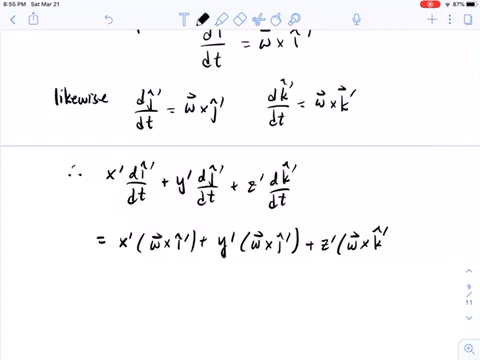 8:55 PM Sat Mar 21
87%
dî'/dt = ω⃗ × î'
likewise dĵ'/dt = ω⃗ × ĵ' dk̂'/dt = ω⃗ × k⃗'
∴ x' dî'/dt + y' dĵ'/dt + z' dk̂'/dt
= x' (ω⃗ × î') + y' (ω⃗ × ĵ') + z' (ω⃗ × k̂'
9
/
11